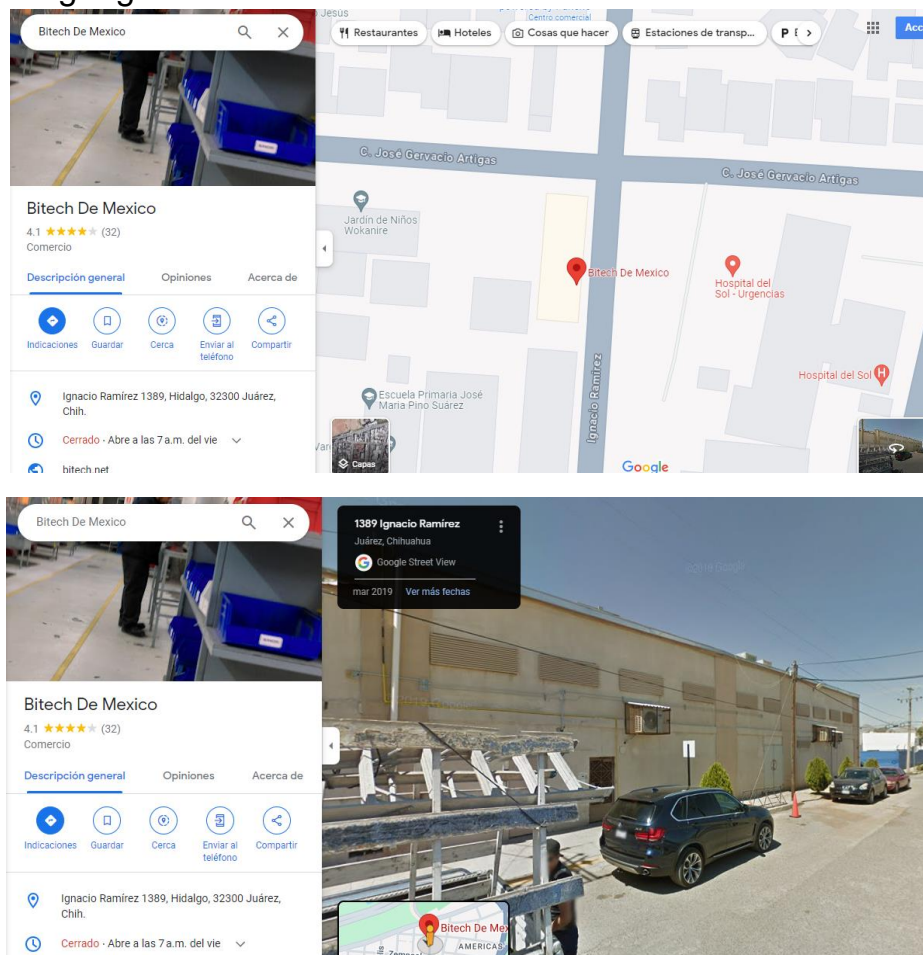 Jesús
Centro comercial
Bitech De Mexico
Restaurantes
Hoteles
Cosas que hacer
Estaciones de transp...
P
Acc
C. José Gervacio Artigas
C. José Gervacio Artigas
Jardín de Niños
Wokanire
Bitech De Mexico
4.1 ★★★★★ (32)
Comercio
Descripción general
Opiniones
Acerca de
Bitech De Mexico
Hospital del
Sol - Urgencias
Indicaciones
Guardar
Cerca
Enviar al
teléfono
Compartir
Ignacio Ramírez
Hospital del Sol
H
Escuela Primaria José
Maria Pino Suárez
Ignacio Ramírez 1389, Hidalgo, 32300 Juárez,
Chih.
Cerrado · Abre a las 7 a.m. del vie
Capas
Google
bitech.net
Bitech De Mexico
1389 Ignacio Ramírez
Juárez, Chihuahua
Google Street View
mar 2019 Ver más fechas
Bitech De Mexico
4.1 ★★★★★ (32)
Comercio
Descripción general
Opiniones
Acerca de
Indicaciones
Guardar
Cerca
Enviar al
teléfono
Compartir
Ignacio Ramírez 1389, Hidalgo, 32300 Juárez,
Chih.
Cerrado · Abre a las 7 a.m. del vie
Bitech De Mex
AMERICAS